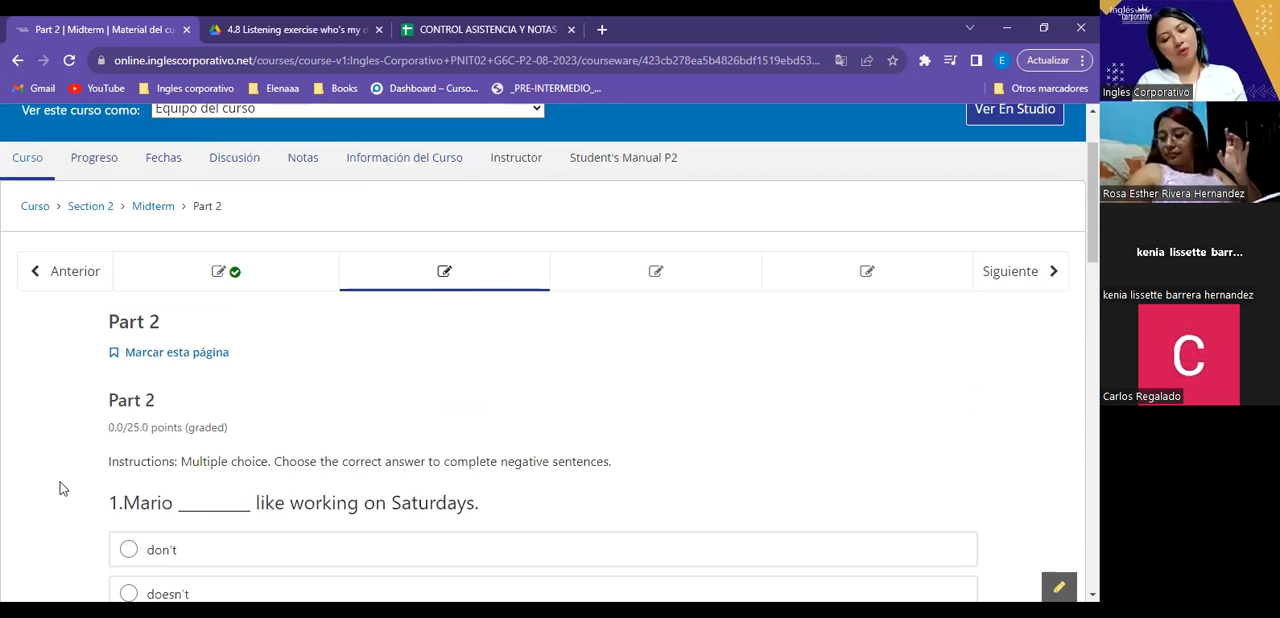 Part 2 | Midterm | Material del cu
4.8 Listening exercise who's my d
CONTROL ASISTENCIA Y NOTAS
online.inglescorporativo.net/courses/course-v1:Ingles-Corporativo+PNIT02+G6C-P2-08-2023/courseware/423cb278ea5b4826bdf1519ebd53...
E
Actualizar
Gmail
YouTube
Ingles corporativo
Elenaaa
Books
Dashboard – Curso...
_PRE-INTERMEDIO_...
Otros marcadores
Ver este curso como:
Equipo del curso
Ver En Studio
Curso
Progreso
Fechas
Discusión
Notas
Información del Curso
Instructor
Student's Manual P2
Curso > Section 2 > Midterm > Part 2
Anterior
Siguiente
Part 2
Marcar esta página
Part 2
0.0/25.0 points (graded)
Instructions: Multiple choice. Choose the correct answer to complete negative sentences.
1.Mario ________ like working on Saturdays.
don't
doesn't
Inglés
corporativo
Ingles Corporativo
Rosa Esther Rivera Hernandez
kenia lissette barr...
kenia lissette barrera hernandez
C
Carlos Regalado